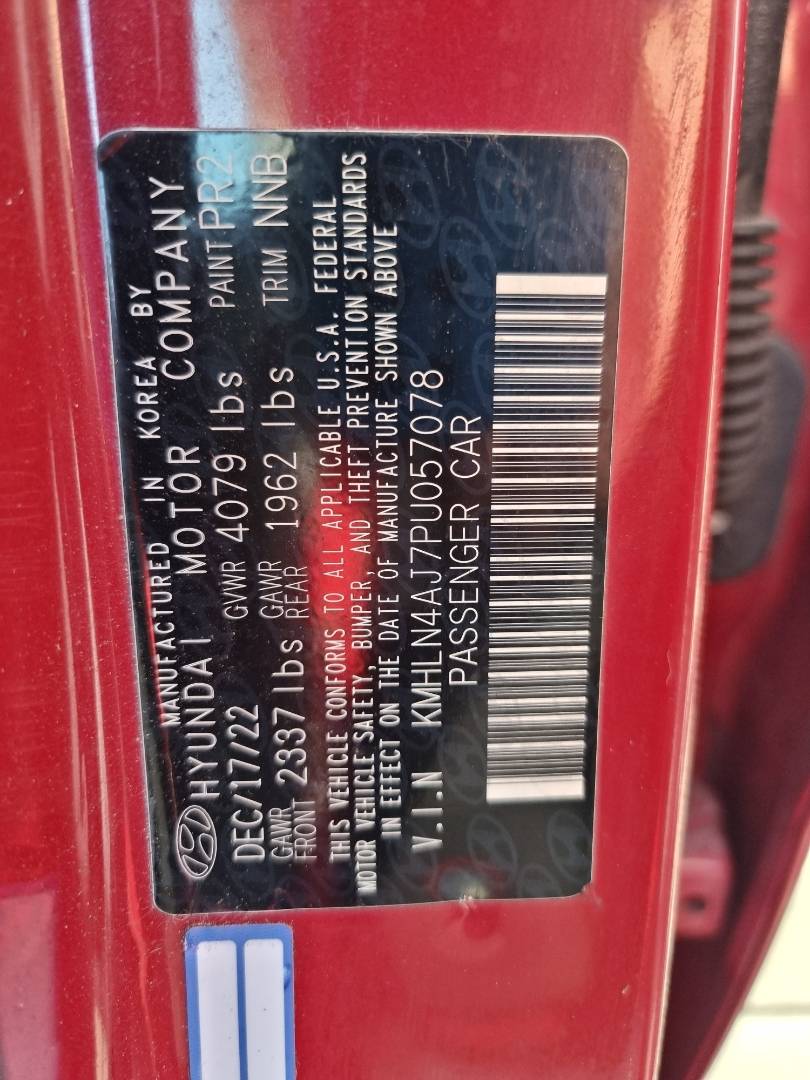 MANUFACTURED IN KOREA BY
HYUNDAI MOTOR COMPANY
DEC/17/22 GVWR 4079 lbs PAINT PR2
GAWR FRONT 2337 lbs GAWR REAR 1962 lbs TRIM NNB
THIS VEHICLE CONFORMS TO ALL APPLICABLE U.S.A. FEDERAL
MOTOR VEHICLE SAFETY, BUMPER, AND THEFT PREVENTION STANDARDS
IN EFFECT ON THE DATE OF MANUFACTURE SHOWN ABOVE
V.I.N KMHLN4AJ7PU057078
PASSENGER CAR